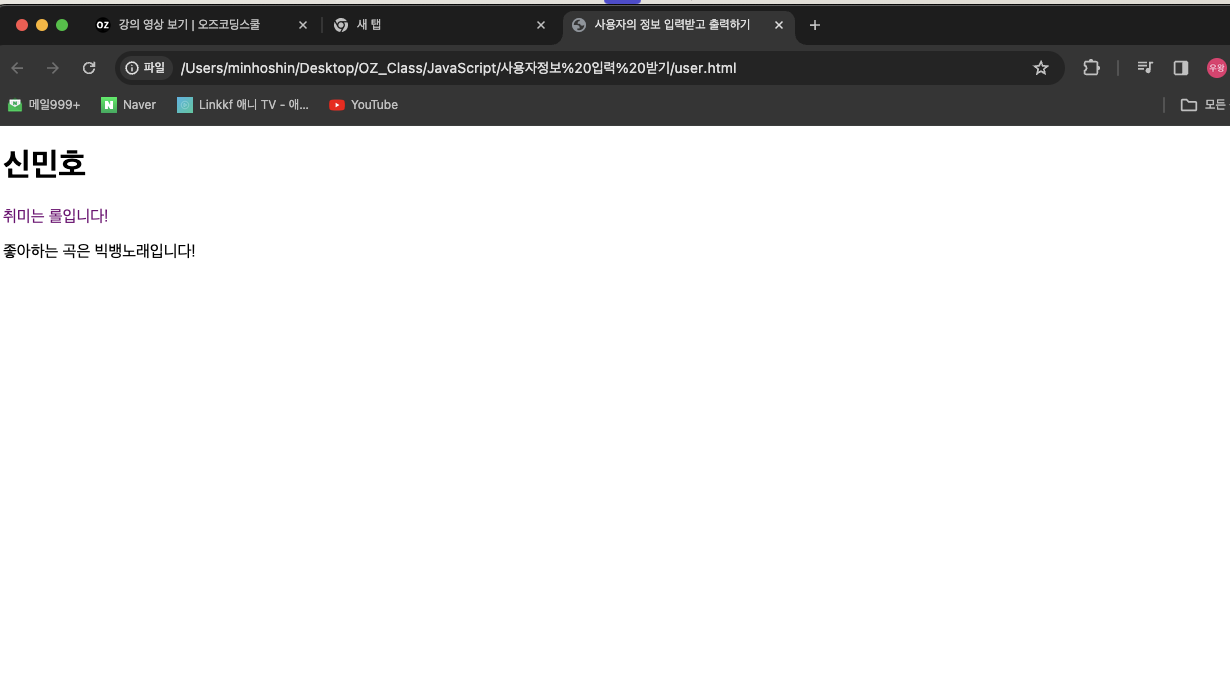 OZ 강의 영상 보기 | 오즈코딩스쿨 새 탭 사용자의 정보 입력받고 출력하기
파일 /Users/minhoshin/Desktop/OZ_Class/JavaScript/사용자정보%20입력%20받기/user.html 우왕
메일999+ N Naver Linkkf 애니 TV - 애... YouTube 모든
신민호
취미는 롤입니다!
좋아하는 곡은 빅뱅노래입니다!